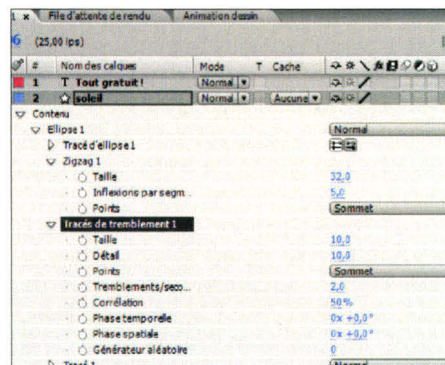 1 × File d'attente de rendu Animation dessin
6 (25,00 ips)
# Nom des calques Mode T Cache
1 T Tout gratuit ! Normal
2 soleil Normal Aucune
Contenu
Ellipse 1 Normal
Tracé d'ellipse 1
Zigzag 1
Taille 32,0
Inflexions par segm... 5,0
Points Sommet
Tracés de tremblement 1
Taille 10,0
Détail 10,0
Points Sommet
Tremblements/seco... 2,0
Corrélation 50 %
Phase temporelle 0x +0,0°
Phase spatiale 0x +0,0°
Générateur aléatoire 0
Tracé 1 Normal